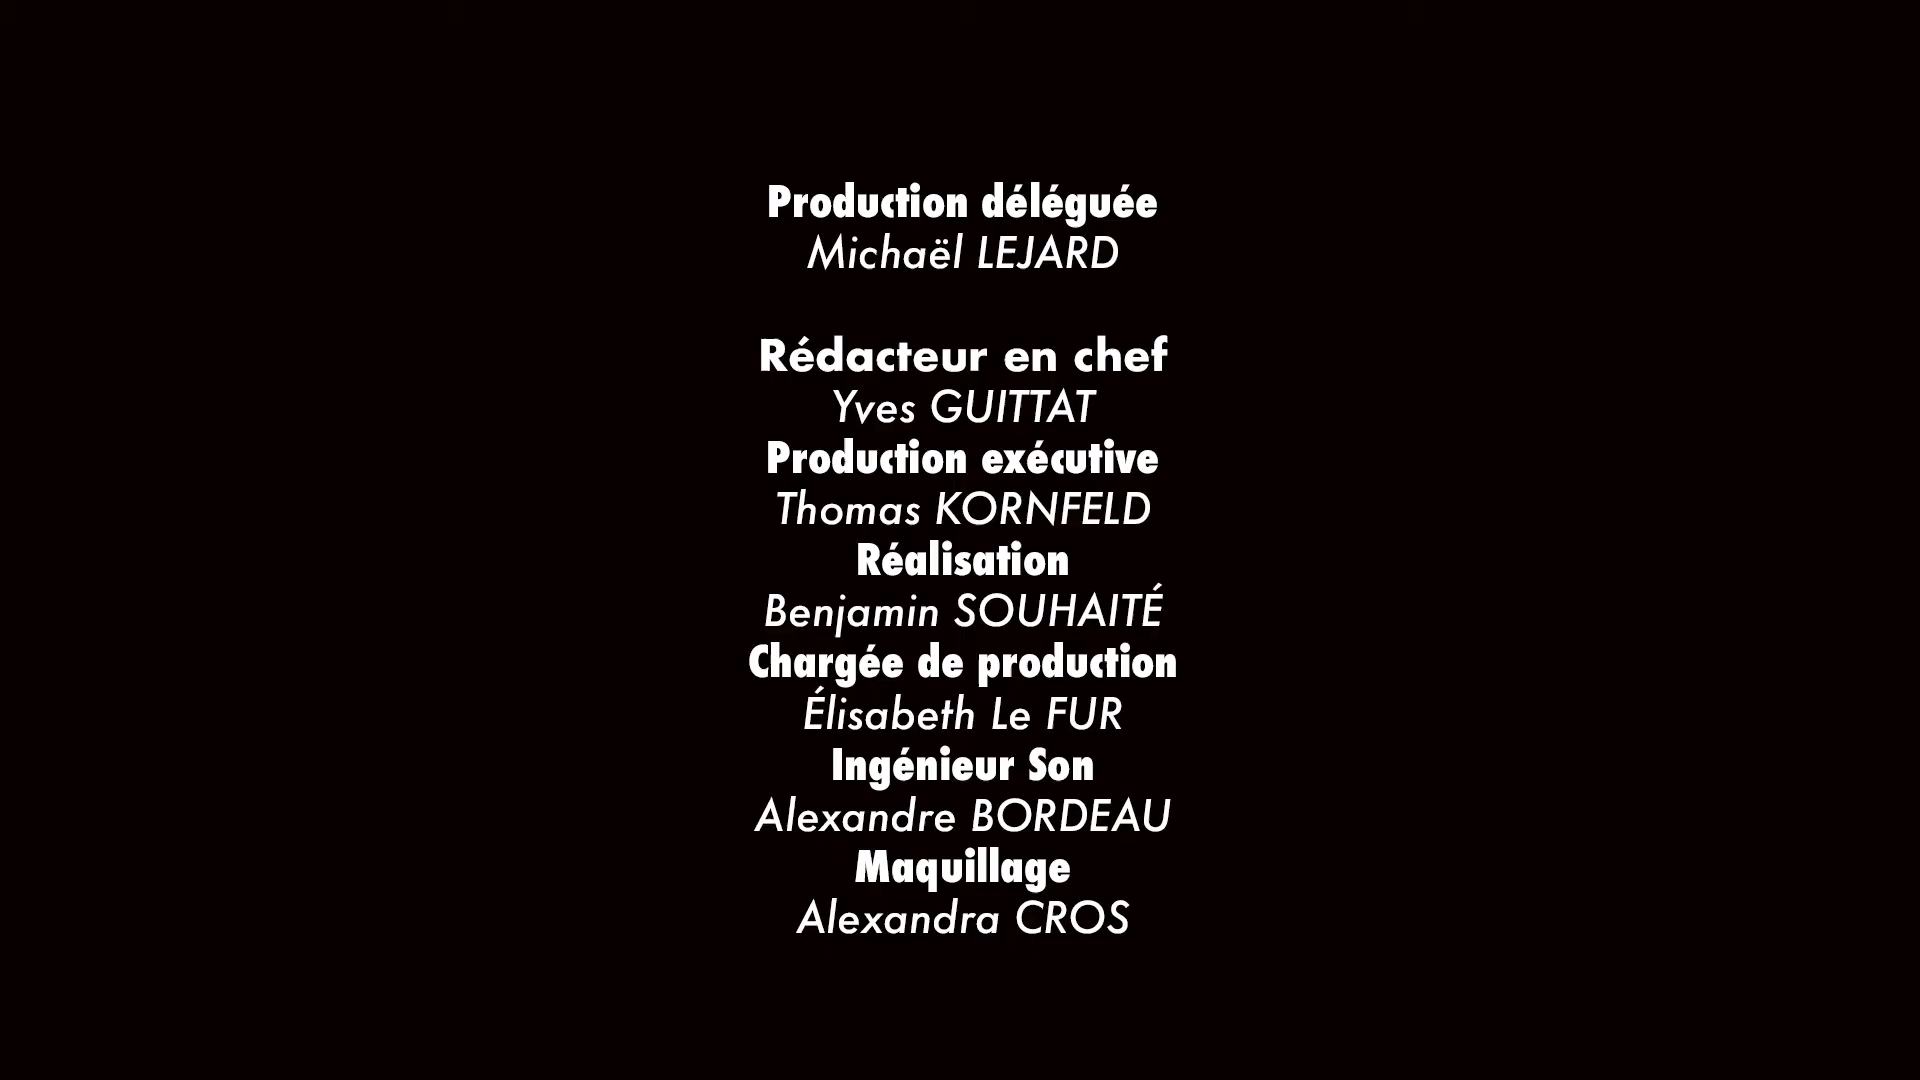 Production déléguée
Michaël LEJARD
Rédacteur en chef
Yves GUITTAT
Production exécutive
Thomas KORNFELD
Réalisation
Benjamin SOUHAITÉ
Chargée de production
Élisabeth Le FUR
Ingénieur Son
Alexandre BORDEAU
Maquillage
Alexandra CROS